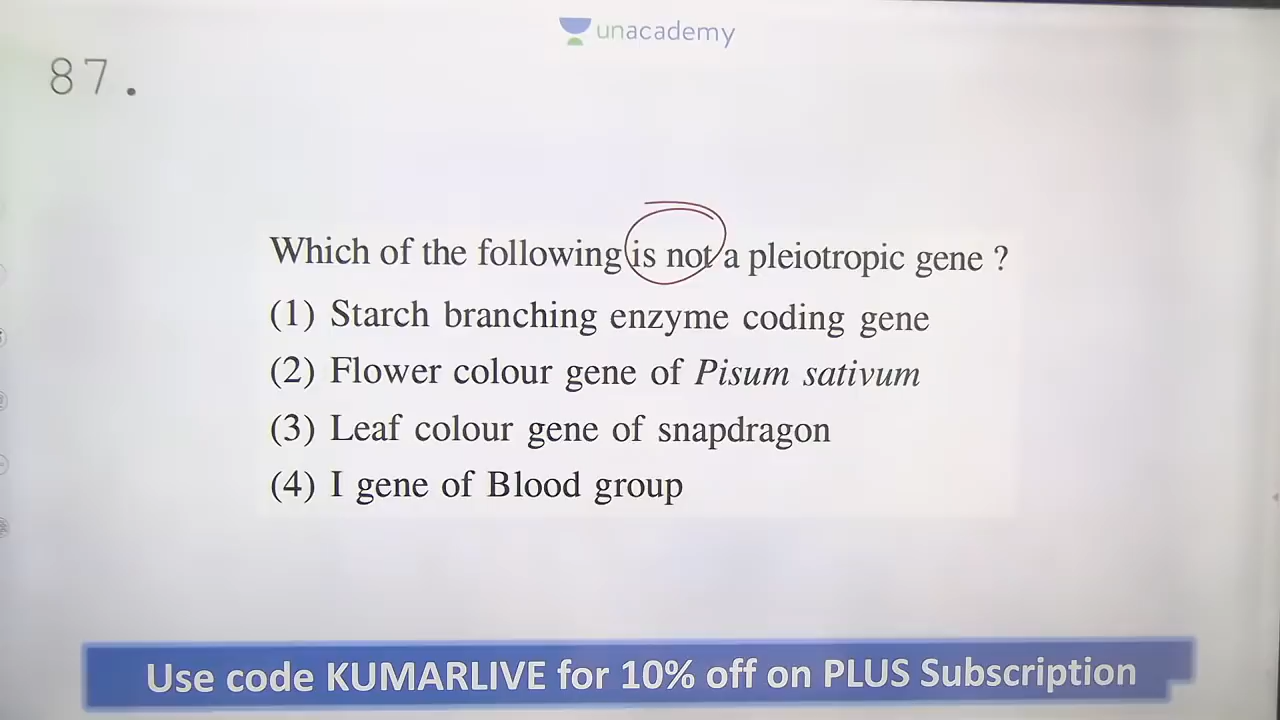 unacademy
87.
Which of the following is not a pleiotropic gene ?
(1) Starch branching enzyme coding gene
(2) Flower colour gene of Pisum sativum
(3) Leaf colour gene of snapdragon
(4) I gene of Blood group
Use code KUMARLIVE for 10% off on PLUS Subscription